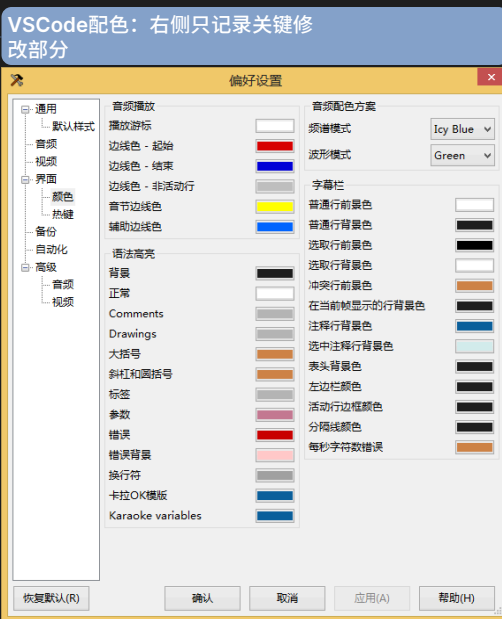 VSCode配色：右侧只记录关键修
改部分
偏好设置
通用
默认样式
音频
视频
界面
颜色
热键
备份
自动化
高级
音频
视频
音频播放
播放游标
边线色 - 起始
边线色 - 结束
边线色 - 非活动行
音节边线色
辅助边线色
语法高亮
背景
正常
Comments
Drawings
大括号
斜杠和圆括号
标签
参数
错误
错误背景
换行符
卡拉OK模版
Karaoke variables
音频配色方案
频谱模式 Icy Blue
波形模式 Green
字幕栏
普通行前景色
普通行背景色
选取行前景色
选取行背景色
冲突行前景色
在当前帧显示的行背景色
注释行背景色
选中注释行背景色
表头背景色
左边栏颜色
活动行边框颜色
分隔线颜色
每秒字符数错误
恢复默认(R) 确认 取消 应用(A) 帮助(H)